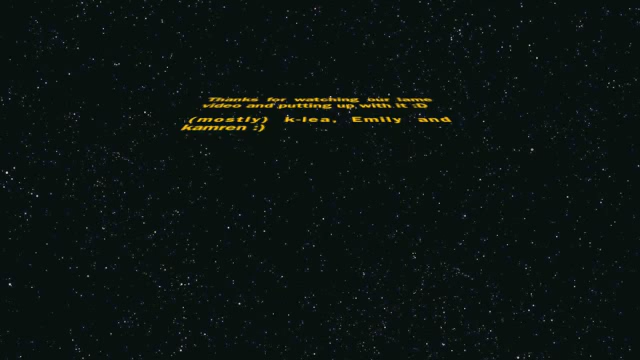 Thanks for watching our lame
video and putting up with it :D
(mostly) k-lea, Emily and
kamren :)